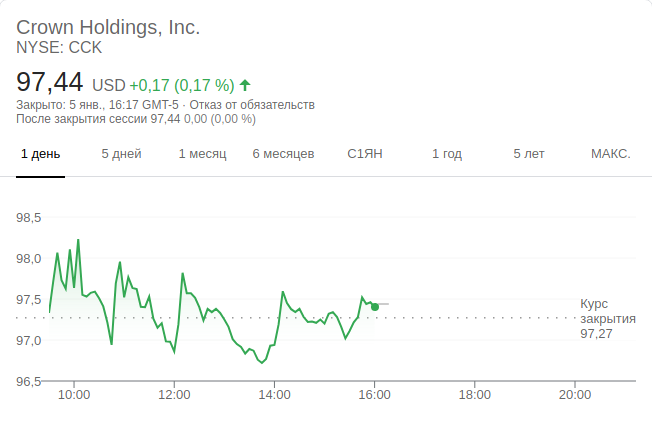 Crown Holdings, Inc.
NYSE: CCK
97,44 USD +0,17 (0,17 %)
Закрыто: 5 янв., 16:17 GMT-5 · Отказ от обязательств
После закрытия сессии 97,44 0,00 (0,00 %)
1 день 5 дней 1 месяц 6 месяцев С1ЯН 1 год 5 лет МАКС.
98,5
98,0
97,5
97,0
96,5
Курс
закрытия
97,27
10:00 12:00 14:00 16:00 18:00 20:00